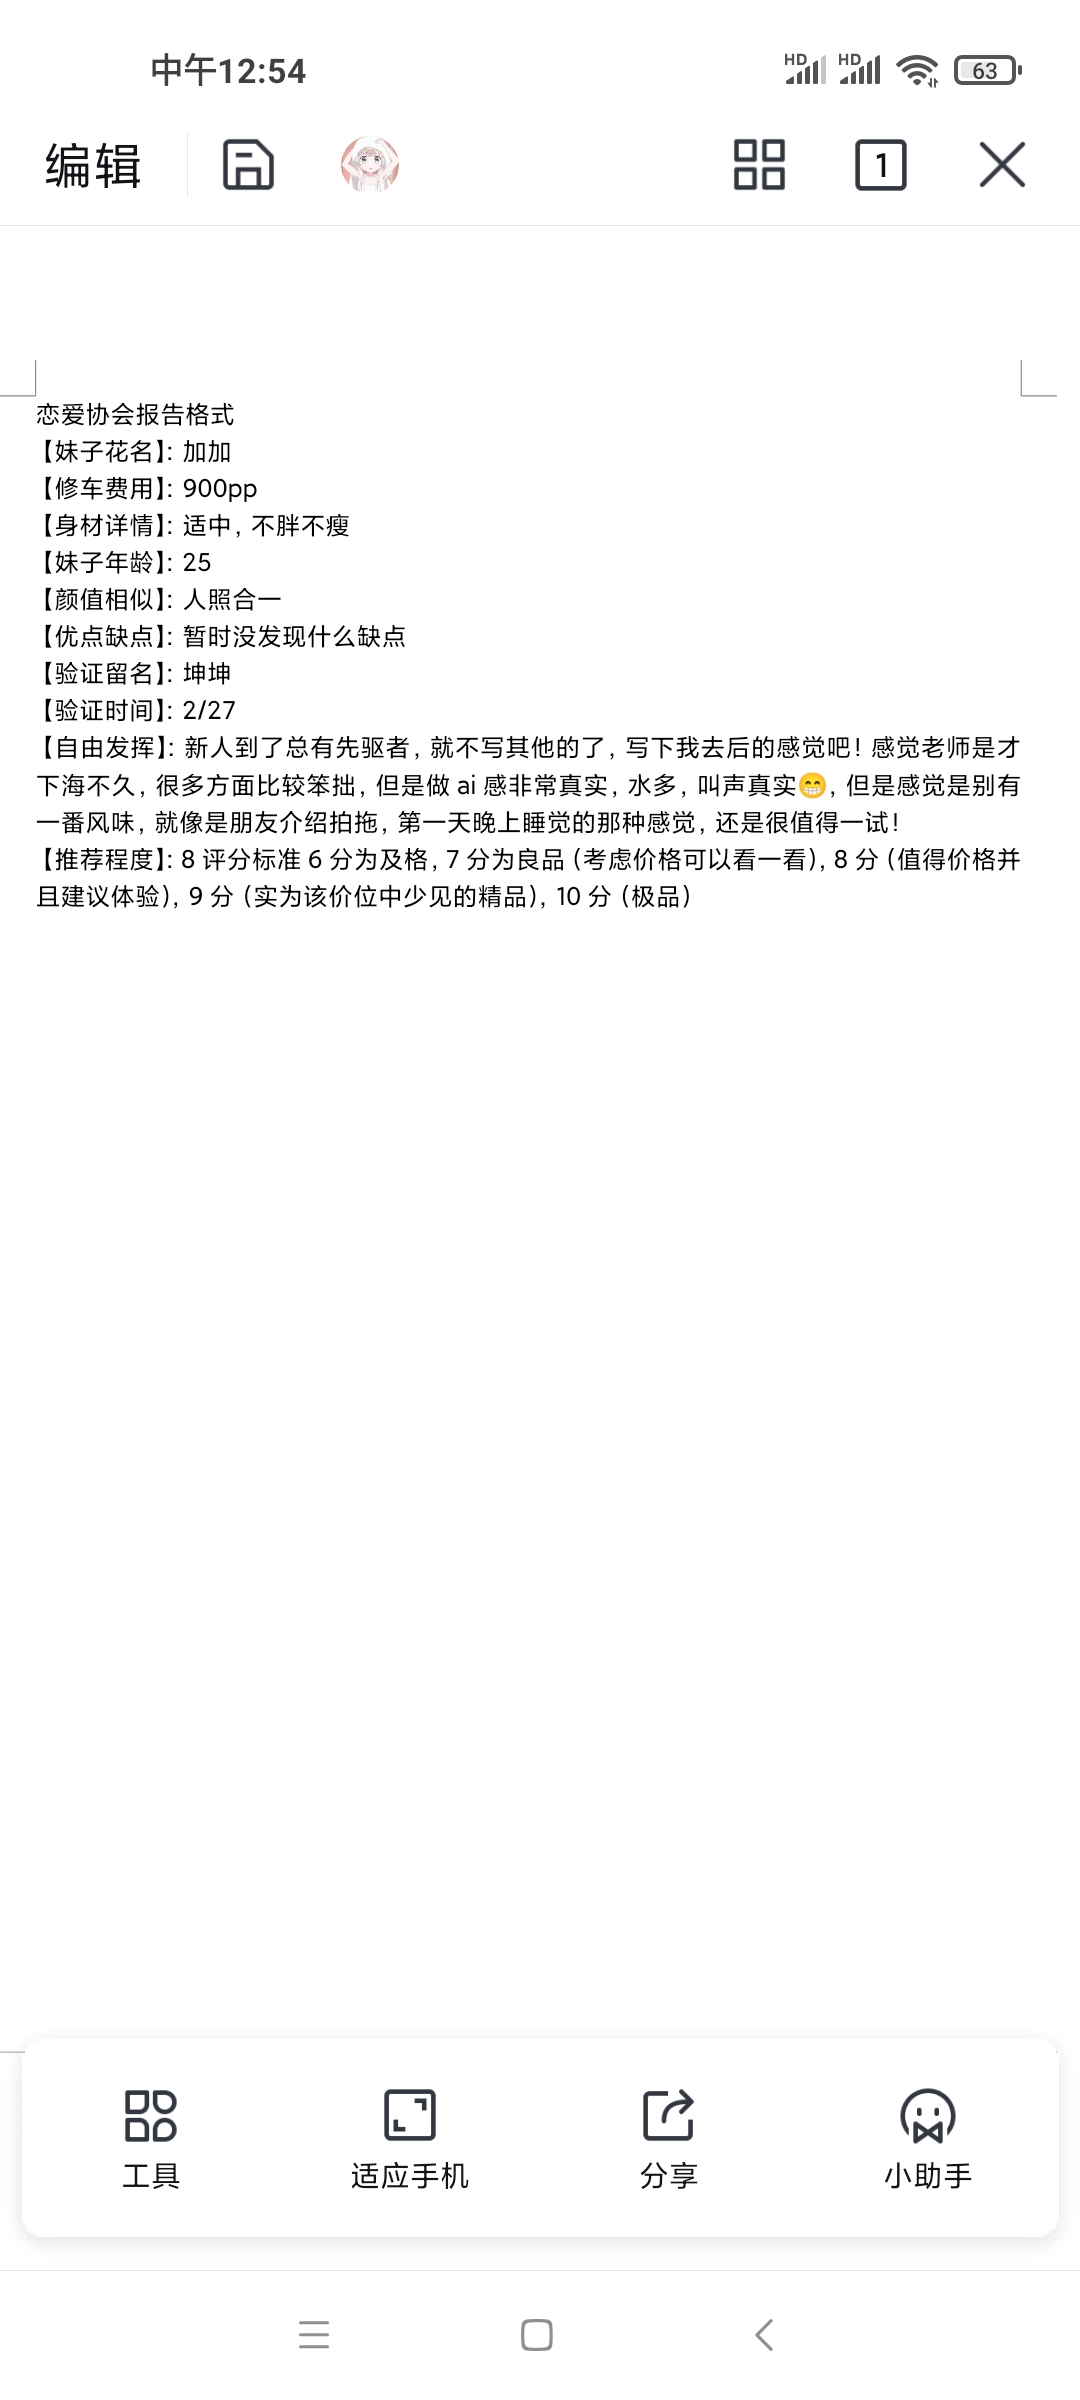 中午12:54
HD HD 63
编辑 1
恋爱协会报告格式
【妹子花名】：加加
【修车费用】：900pp
【身材详情】：适中，不胖不瘦
【妹子年龄】：25
【颜值相似】：人照合一
【优点缺点】：暂时没发现什么缺点
【验证留名】：坤坤
【验证时间】：2/27
【自由发挥】：新人到了总有先驱者，就不写其他的了，写下我去后的感觉吧！感觉老师是才
下海不久，很多方面比较笨拙，但是做 ai 感非常真实，水多，叫声真实😁，但是感觉是别有
一番风味，就像是朋友介绍拍拖，第一天晚上睡觉的那种感觉，还是很值得一试！
【推荐程度】：8 评分标准 6 分为及格，7 分为良品（考虑价格可以看一看），8 分（值得价格并
且建议体验），9 分（实为该价位中少见的精品），10 分（极品）
工具 适应手机 分享 小助手